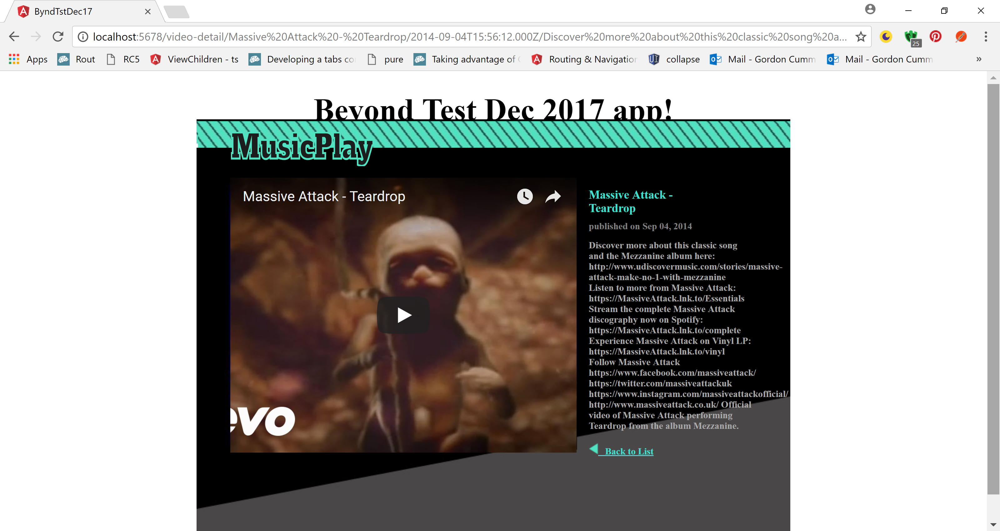 ByndTstDec17
localhost:5678/video-detail/Massive%20Attack%20-%20Teardrop/2014-09-04T15:56:12.000Z/Discover%20more%20about%20this%20classic%20song%20a...
25
Apps Rout RC5 ViewChildren - ts Developing a tabs co pure Taking advantage of Routing & Navigation collapse Mail - Gordon Cumm Mail - Gordon Cumm »
Beyond Test Dec 2017 app!
MusicPlay
Massive Attack - Teardrop
evo
Massive Attack -
Teardrop
published on Sep 04, 2014
Discover more about this classic song
and the Mezzanine album here:
http://www.udiscovermusic.com/stories/massive-
attack-make-no-1-with-mezzanine
Listen to more from Massive Attack:
https://MassiveAttack.lnk.to/Essentials
Stream the complete Massive Attack
discography now on Spotify:
https://MassiveAttack.lnk.to/complete
Experience Massive Attack on Vinyl LP:
https://MassiveAttack.lnk.to/vinyl
Follow Massive Attack
https://www.facebook.com/massiveattack/
https://twitter.com/massiveattackuk
https://www.instagram.com/massiveattackofficial/
http://www.massiveattack.co.uk/ Official
video of Massive Attack performing
Teardrop from the album Mezzanine.
Back to List